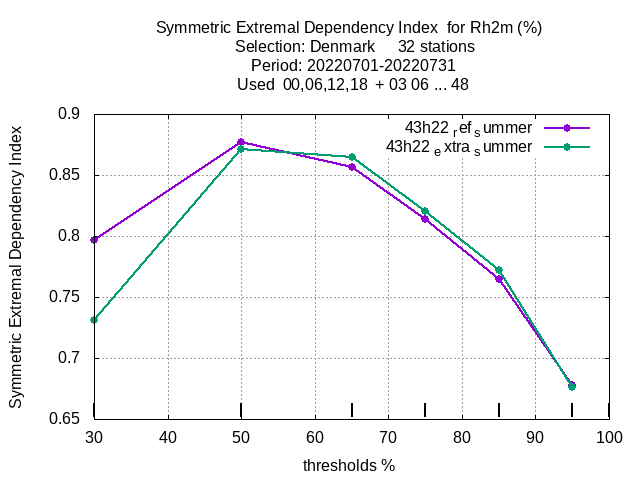 Symmetric Extremal Dependency Index for Rh2m (%)
Selection: Denmark 32 stations
Period: 20220701-20220731
Used 00,06,12,18 + 03 06 ... 48
43h22 ref summer
43h22 extra summer
Symmetric Extremal Dependency Index
0.9
0.85
0.8
0.75
0.7
0.65
30 40 50 60 70 80 90 100
thresholds %